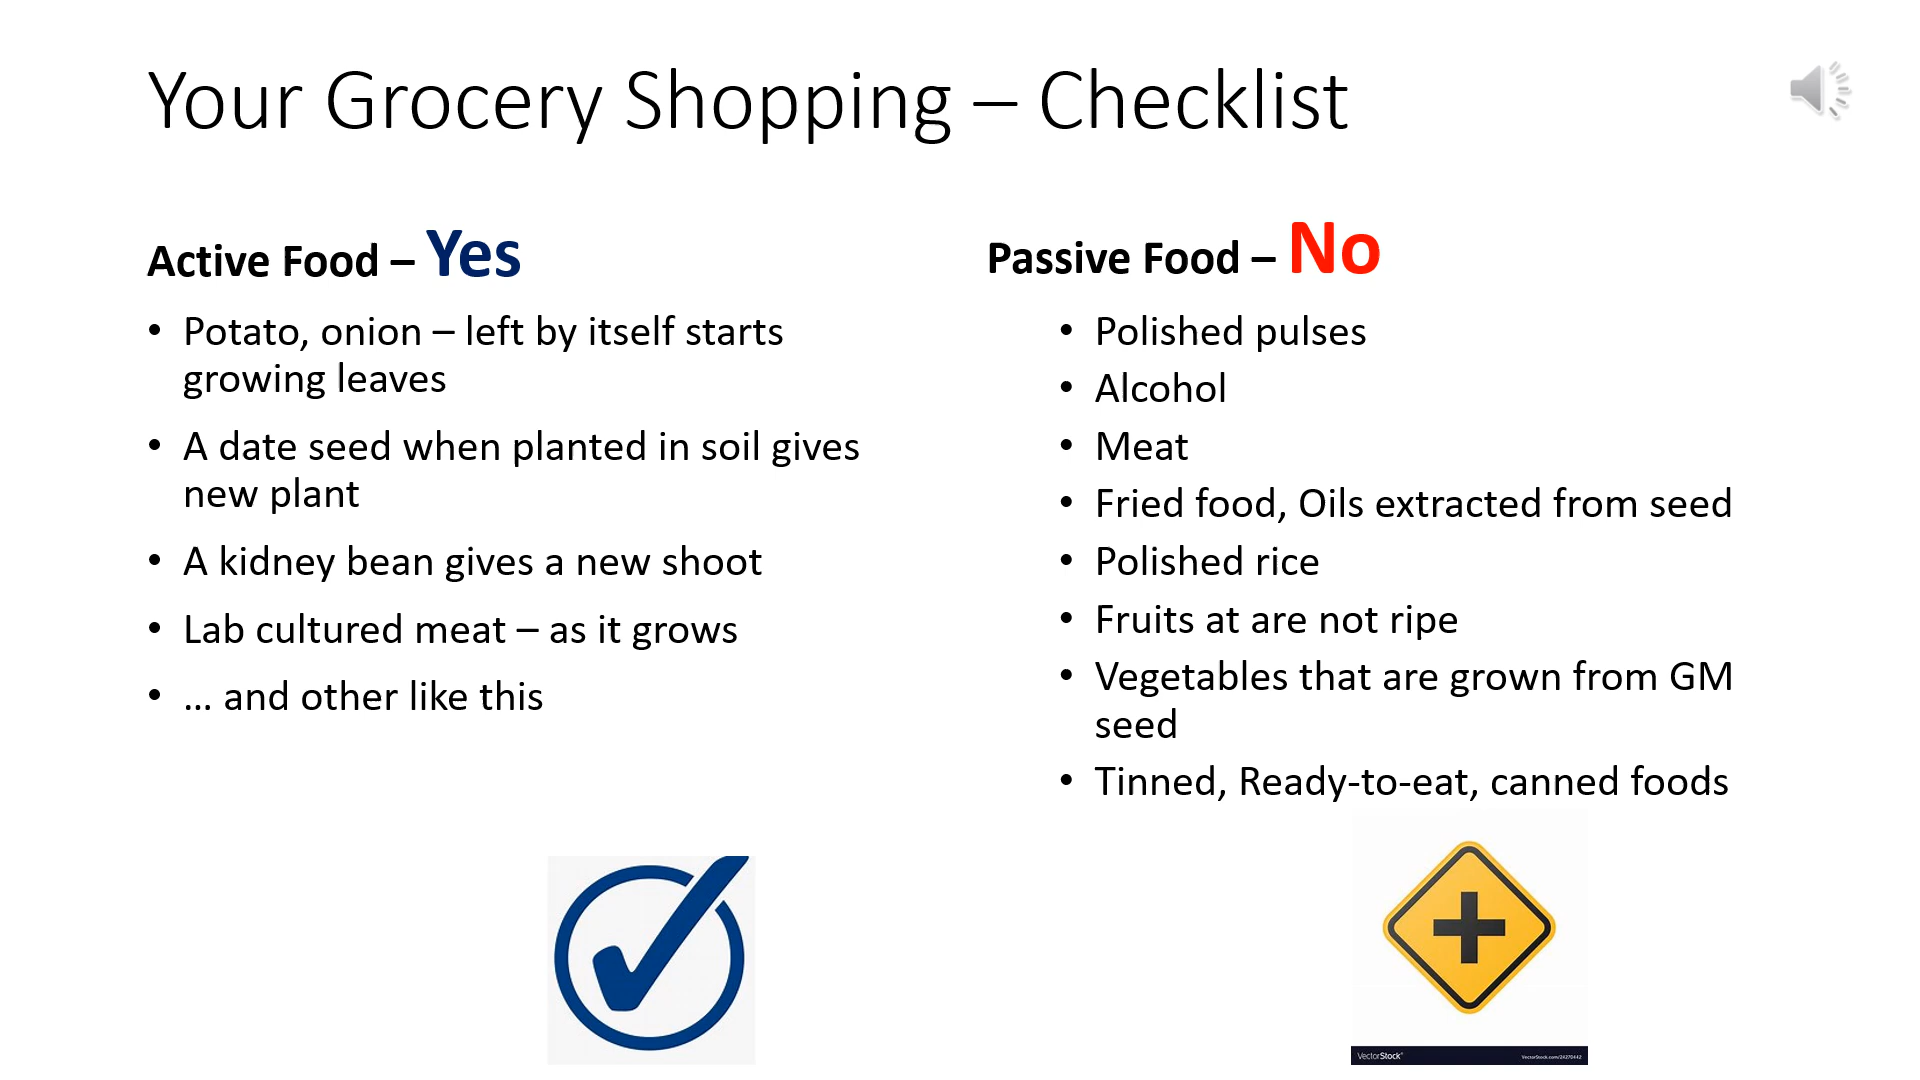 Your Grocery Shopping – Checklist
Active Food – Yes
• Potato, onion – left by itself starts
growing leaves
• A date seed when planted in soil gives
new plant
• A kidney bean gives a new shoot
• Lab cultured meat – as it grows
• … and other like this
Passive Food – No
• Polished pulses
• Alcohol
• Meat
• Fried food, Oils extracted from seed
• Polished rice
• Fruits at are not ripe
• Vegetables that are grown from GM
seed
• Tinned, Ready-to-eat, canned foods
VectorStock®
VectorStock.com/24270442